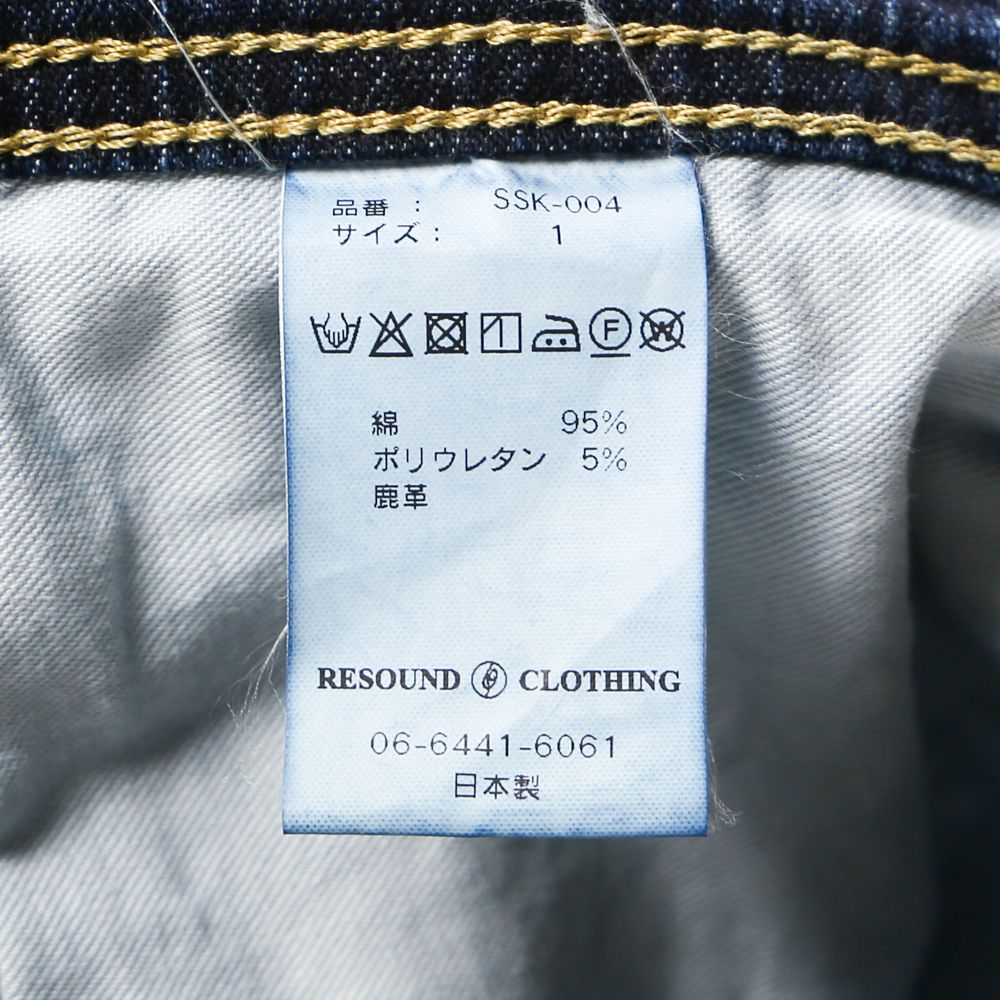 品番： SSK-004
サイズ： 1
F W
綿 95%
ポリウレタン 5%
鹿革
RESOUND CLOTHING
06-6441-6061
日本製